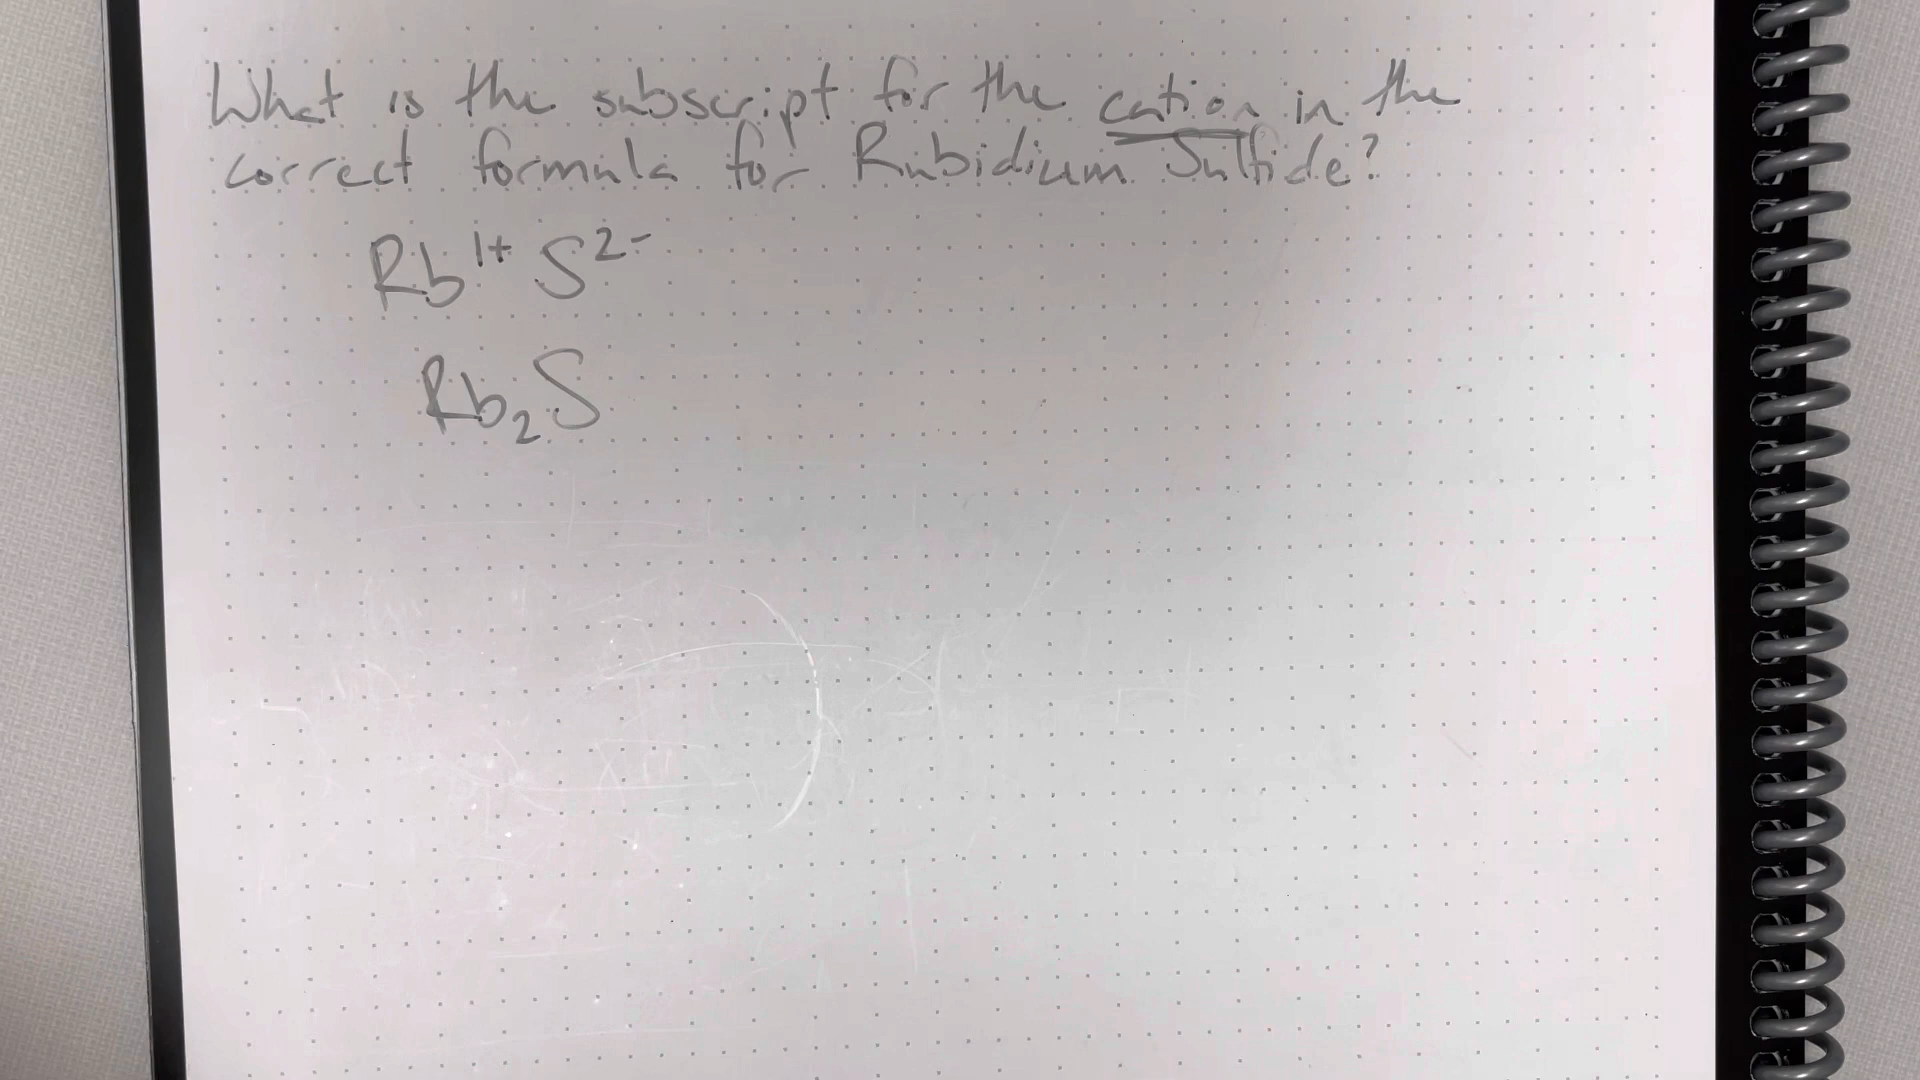 What is the subscript for the cation in the
correct formula for Rubidium Sulfide?
Rb¹⁺ S²⁻
Rb₂S